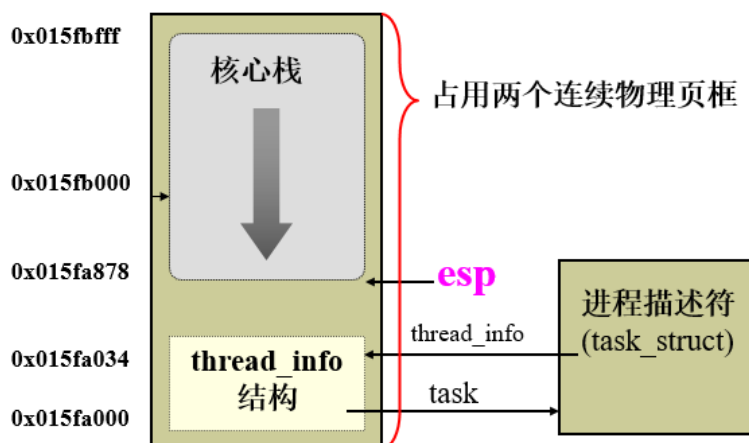 0x015fbfff
核心栈
占用两个连续物理页框
0x015fb000
0x015fa878
esp
进程描述符
(task_struct)
thread_info
0x015fa034
thread_info
结构
task
0x015fa000